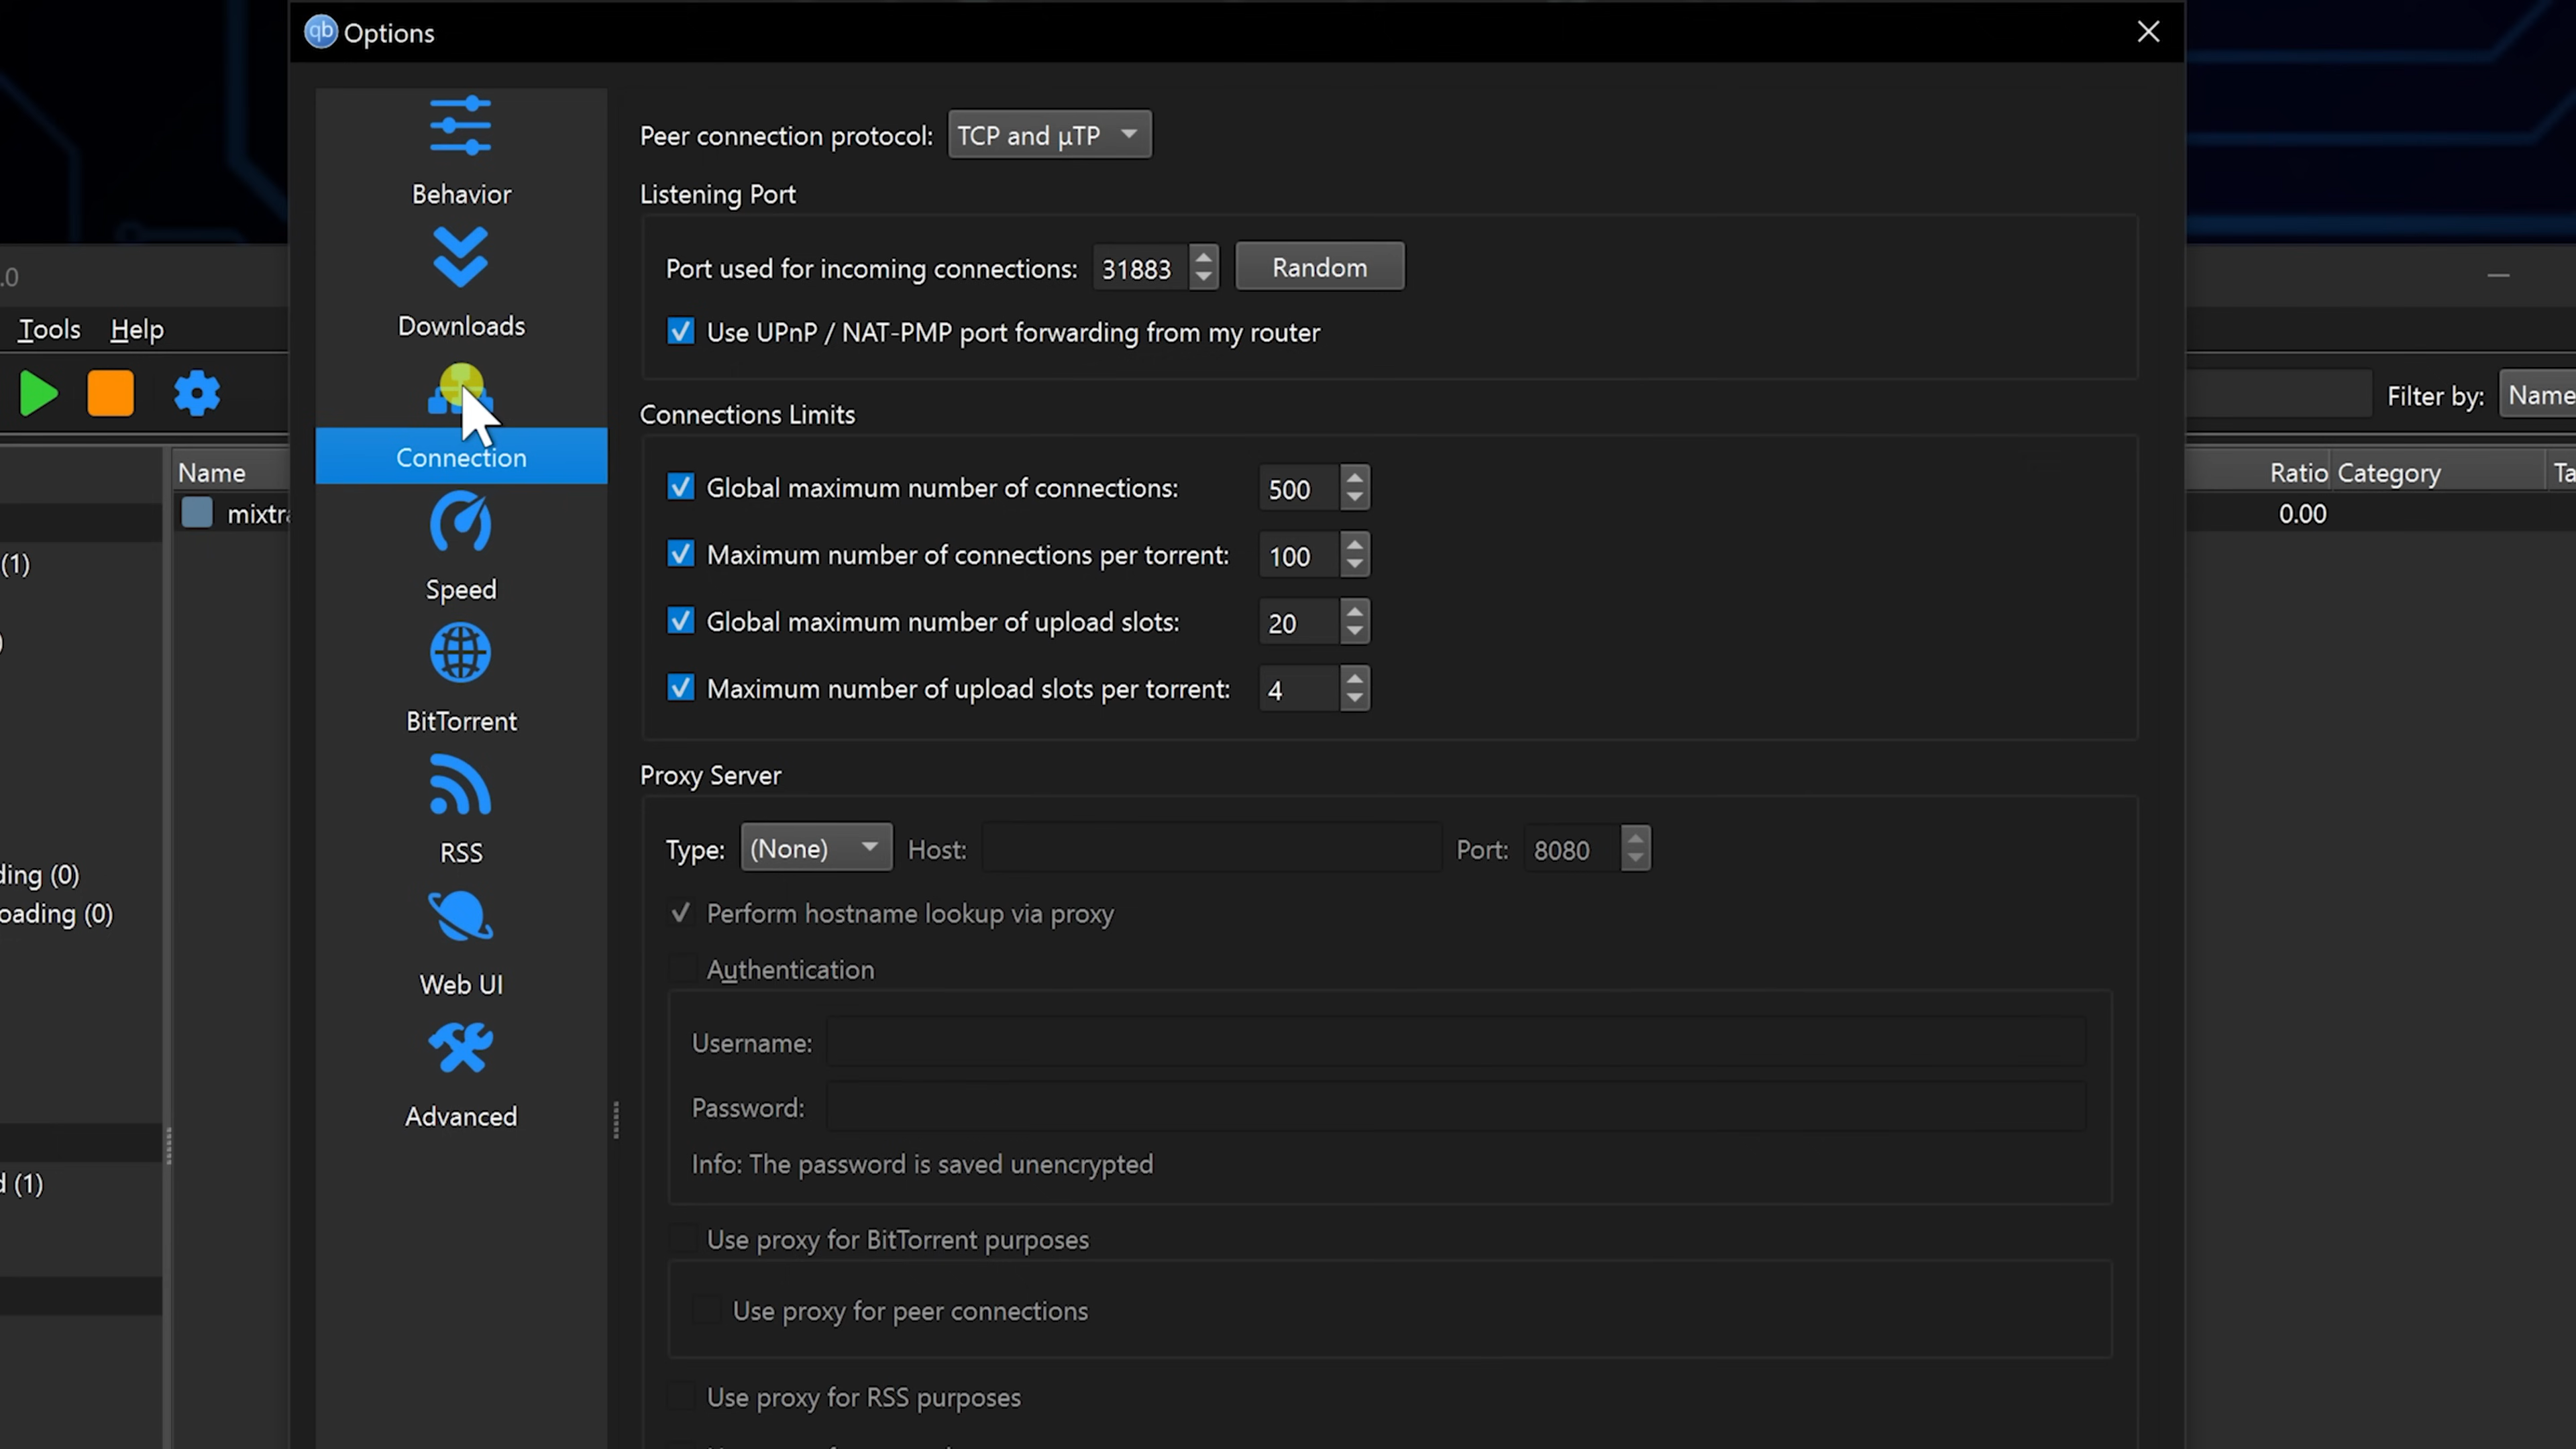 qb Options
Behavior
Downloads
Connection
Speed
BitTorrent
RSS
Web UI
Advanced
Peer connection protocol: TCP and µTP
Listening Port
Port used for incoming connections: 31883 Random
Use UPnP / NAT-PMP port forwarding from my router
Connections Limits
Global maximum number of connections: 500
Maximum number of connections per torrent: 100
Global maximum number of upload slots: 20
Maximum number of upload slots per torrent: 4
Proxy Server
Type: (None) Host: Port: 8080
Perform hostname lookup via proxy
Authentication
Username:
Password:
Info: The password is saved unencrypted
Use proxy for BitTorrent purposes
Use proxy for peer connections
Use proxy for RSS purposes
.0
Tools Help
Name
mixtra
(1)
)
ding (0)
oading (0)
d (1)
Filter by: Name
Ratio Category Ta
0.00